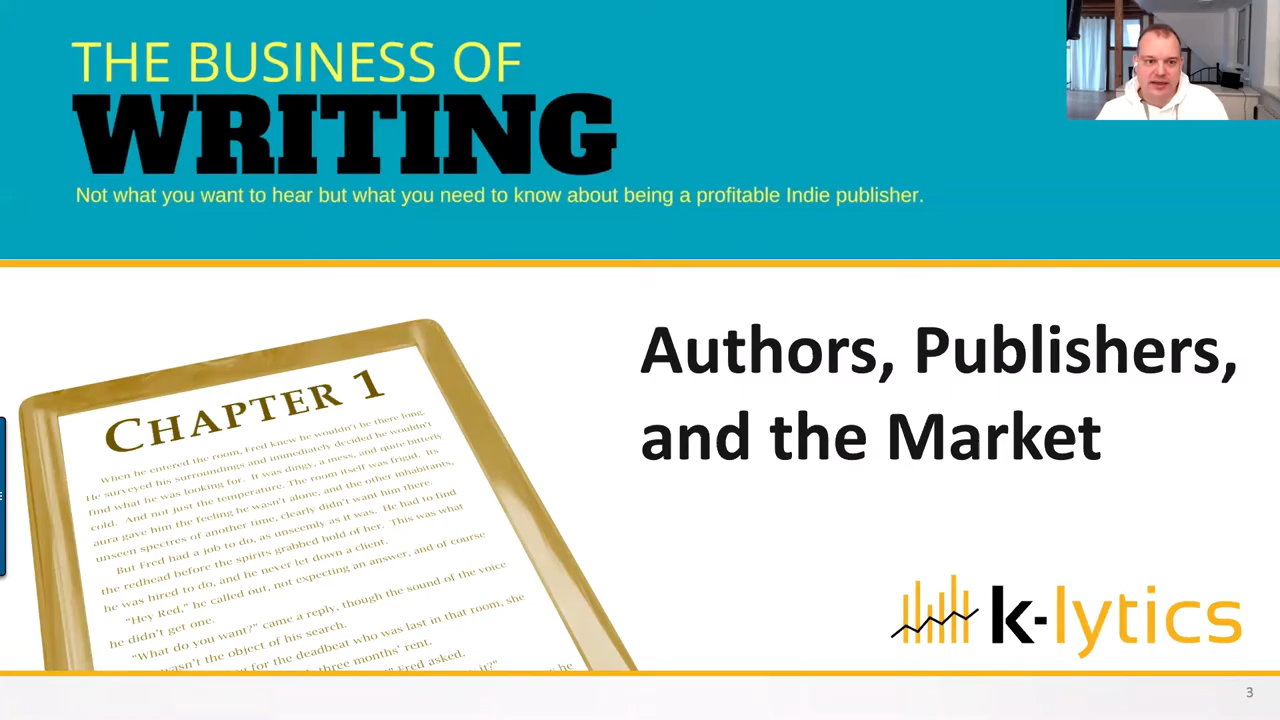 THE BUSINESS OF
WRITING
Not what you want to hear but what you need to know about being a profitable Indie publisher.
Authors, Publishers,
and the Market
CHAPTER 1
When he entered the room, Fred knew he wouldn't be there long.
He surveyed his surroundings and immediately decided he wouldn't
find what he was looking for. It was dingy, a mess, and quite bitterly
cold. And not just the temperature. The room itself was frigid. Its
aura gave him the feeling he wasn't alone, and the other inhabitants,
unseen spectres of another time, clearly didn't want him there.
But Fred had a job to do, as unseemly as it was. He had to find
the redhead before the spirits grabbed hold of her. This was what
he was hired to do, and he never let down a client.
"Hey Red," he called out, not expecting an answer, and of course
he didn't get one.
"What do you want?" came a reply, though the sound of the voice
wasn't the object of his search.
for the deadbeat who was last in that room, she
three months' rent.
Fred asked.
k-lytics
3